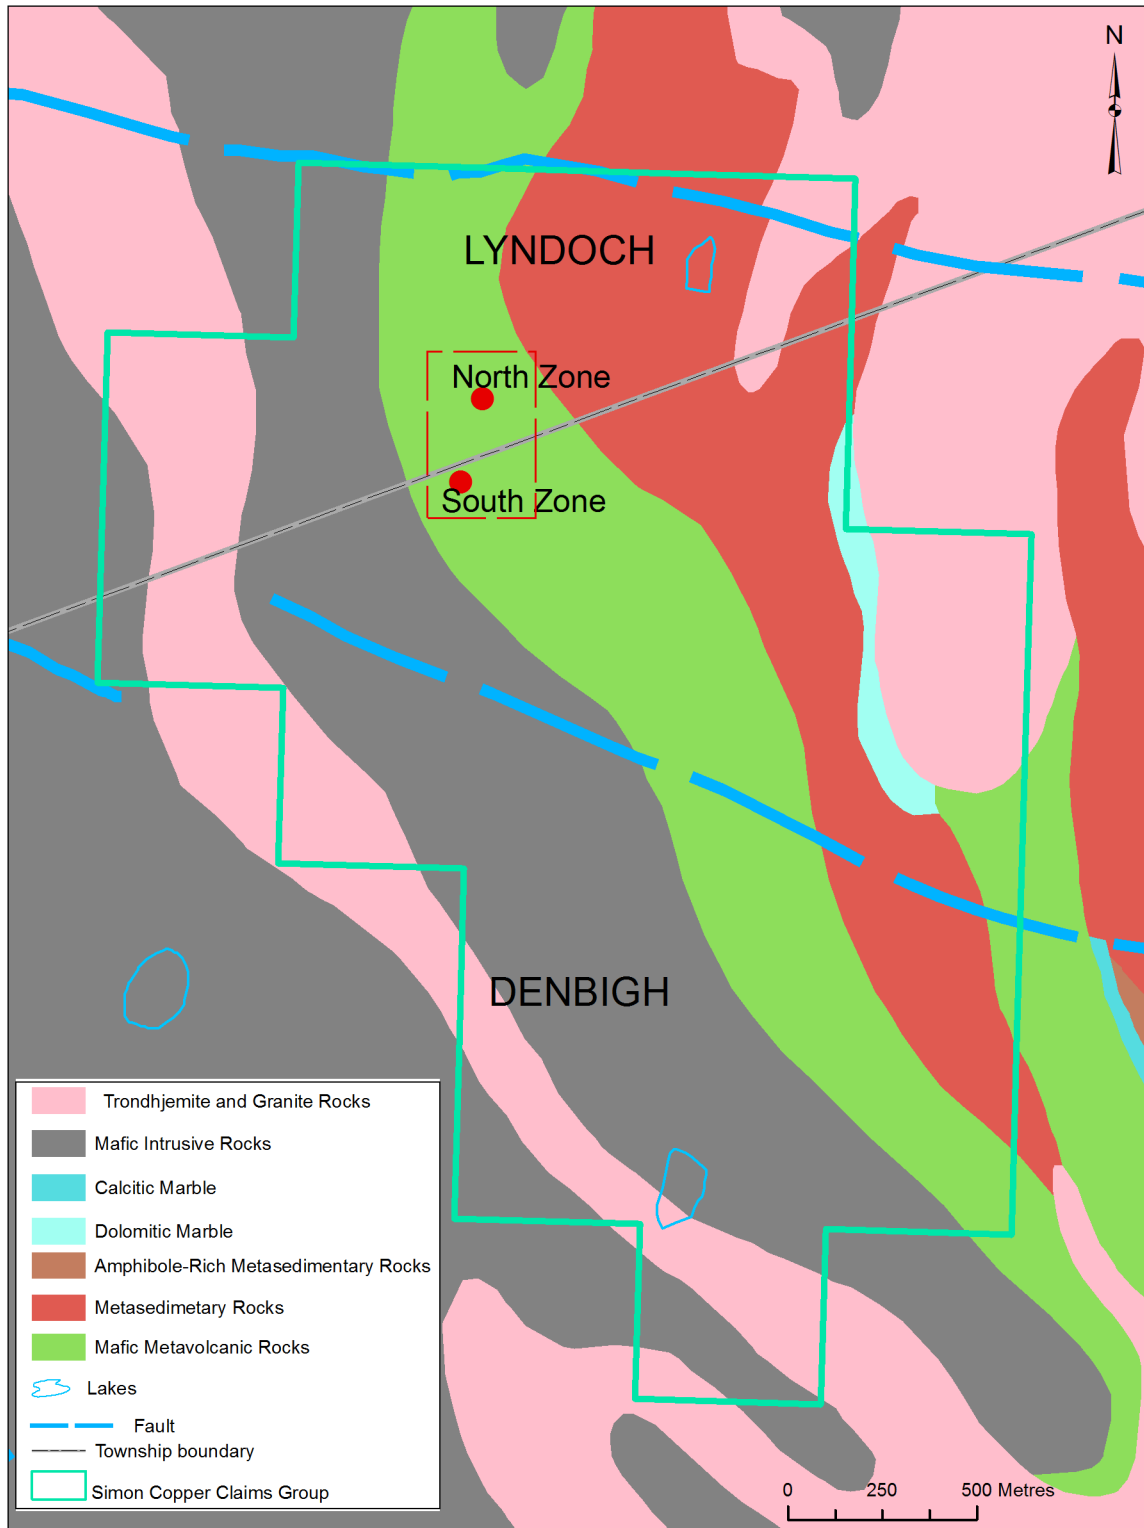 N
LYNDOCH
North Zone
South Zone
DENBIGH
Trondhjemite and Granite Rocks
Mafic Intrusive Rocks
Calcitic Marble
Dolomitic Marble
Amphibole-Rich Metasedimentary Rocks
Metasedimetary Rocks
Mafic Metavolcanic Rocks
Lakes
Fault
Township boundary
Simon Copper Claims Group
0 250 500 Metres